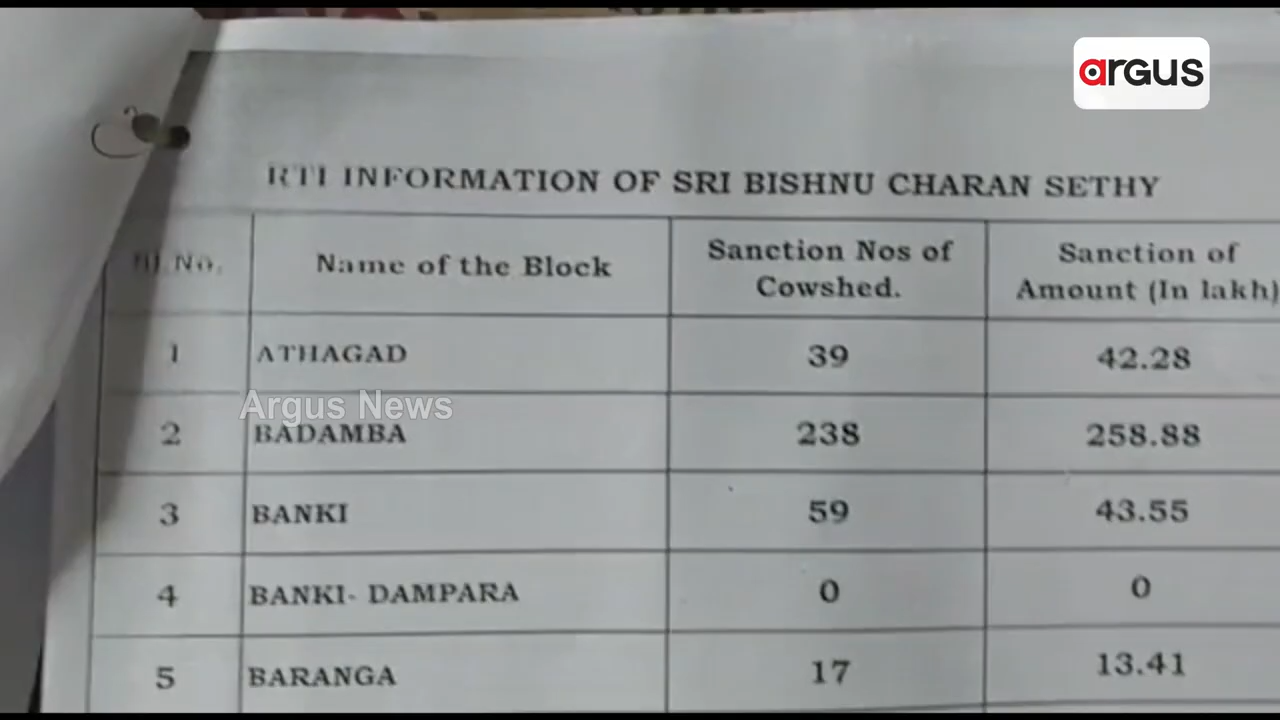 argus
RTI INFORMATION OF SRI BISHNU CHARAN SETHY
Sl.No. Name of the Block Sanction Nos of Cowshed. Sanction of Amount (In lakh)
1 ATHAGAD 39 42.28
Argus News
2 BADAMBA 238 258.88
3 BANKI 59 43.55
4 BANKI- DAMPARA 0 0
5 BARANGA 17 13.41